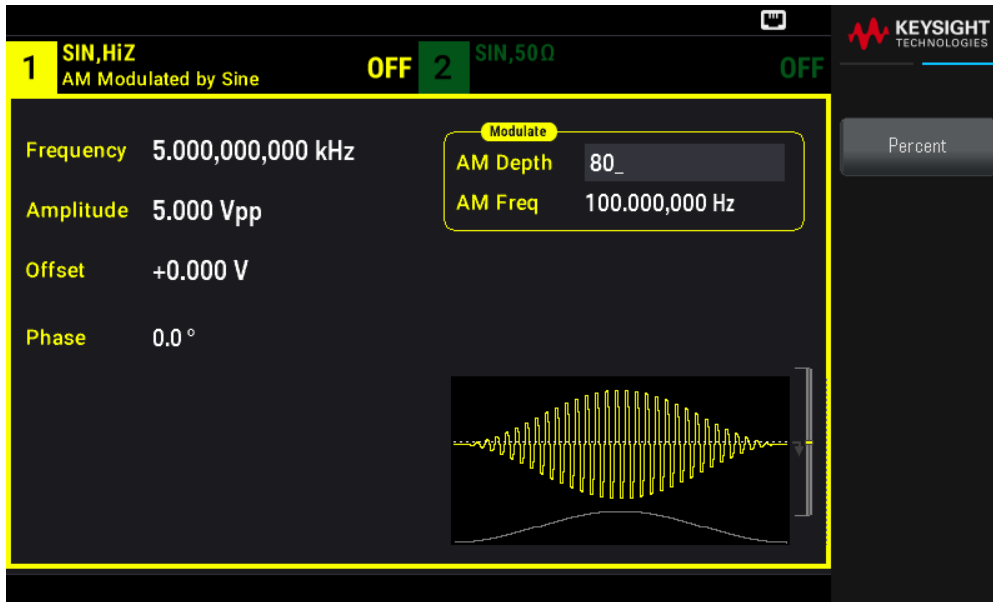 KEYSIGHT
TECHNOLOGIES
1 SIN,HiZ
AM Modulated by Sine OFF
2 SIN,50Ω OFF
Frequency 5.000,000,000 kHz
Amplitude 5.000 Vpp
Offset +0.000 V
Phase 0.0 °
Modulate
AM Depth 80_
AM Freq 100.000,000 Hz
Percent